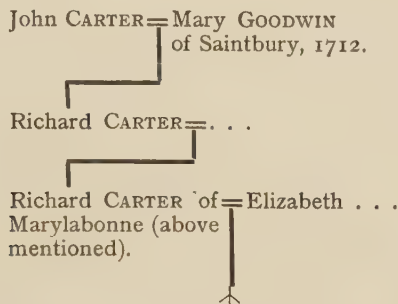 John CARTER=Mary GOODWIN
of Saintbury, 1712.
Richard CARTER=. . .
Richard CARTER of=Elizabeth . . .
Marylabonne (above
mentioned).